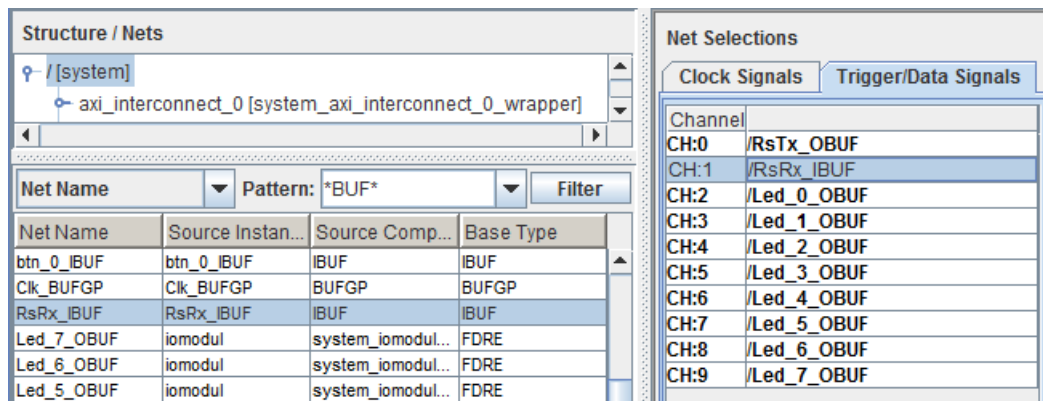 Structure / Nets
/ [system]
axi_interconnect_0 [system_axi_interconnect_0_wrapper]
Net Name Pattern: *BUF* Filter
Net Name Source Instan... Source Comp... Base Type
btn_0_IBUF btn_0_IBUF IBUF IBUF
Clk_BUFGP Clk_BUFGP BUFGP BUFGP
RsRx_IBUF RsRx_IBUF IBUF IBUF
Led_7_OBUF iomodul system_iomodul... FDRE
Led_6_OBUF iomodul system_iomodul... FDRE
Led_5_OBUF iomodul system_iomodul... FDRE
Net Selections
Clock Signals Trigger/Data Signals
Channel
CH:0 /RsTx_OBUF
CH:1 /RsRx_IBUF
CH:2 /Led_0_OBUF
CH:3 /Led_1_OBUF
CH:4 /Led_2_OBUF
CH:5 /Led_3_OBUF
CH:6 /Led_4_OBUF
CH:7 /Led_5_OBUF
CH:8 /Led_6_OBUF
CH:9 /Led_7_OBUF